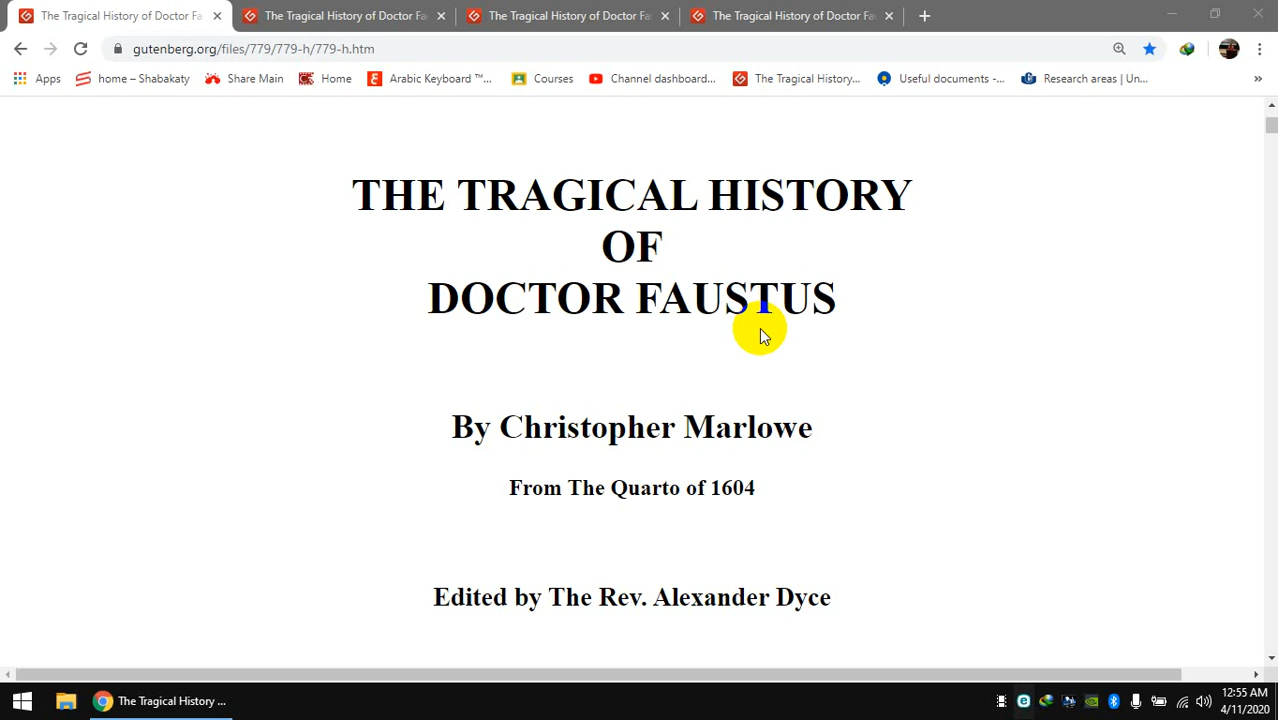 The Tragical History of Doctor Fa
The Tragical History of Doctor Fa
The Tragical History of Doctor Fa
The Tragical History of Doctor Fa
gutenberg.org/files/779/779-h/779-h.htm
Apps
home – Shabakaty
Share Main
Home
Arabic Keyboard ™...
Courses
Channel dashboard...
The Tragical History...
Useful documents -...
Research areas | Un...
»
THE TRAGICAL HISTORY
OF
DOCTOR FAUSTUS
By Christopher Marlowe
From The Quarto of 1604
Edited by The Rev. Alexander Dyce
The Tragical History ...
12:55 AM
4/11/2020